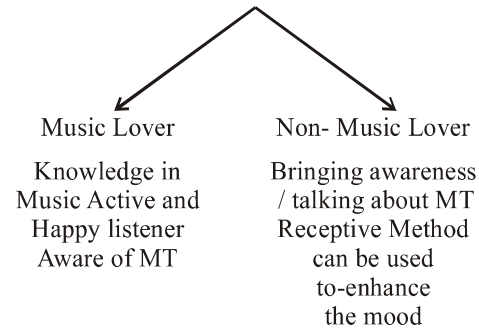 Music Lover
Knowledge in
Music Active and
Happy listener
Aware of MT
Non- Music Lover
Bringing awareness
/ talking about MT
Receptive Method
can be used
to-enhance
the mood